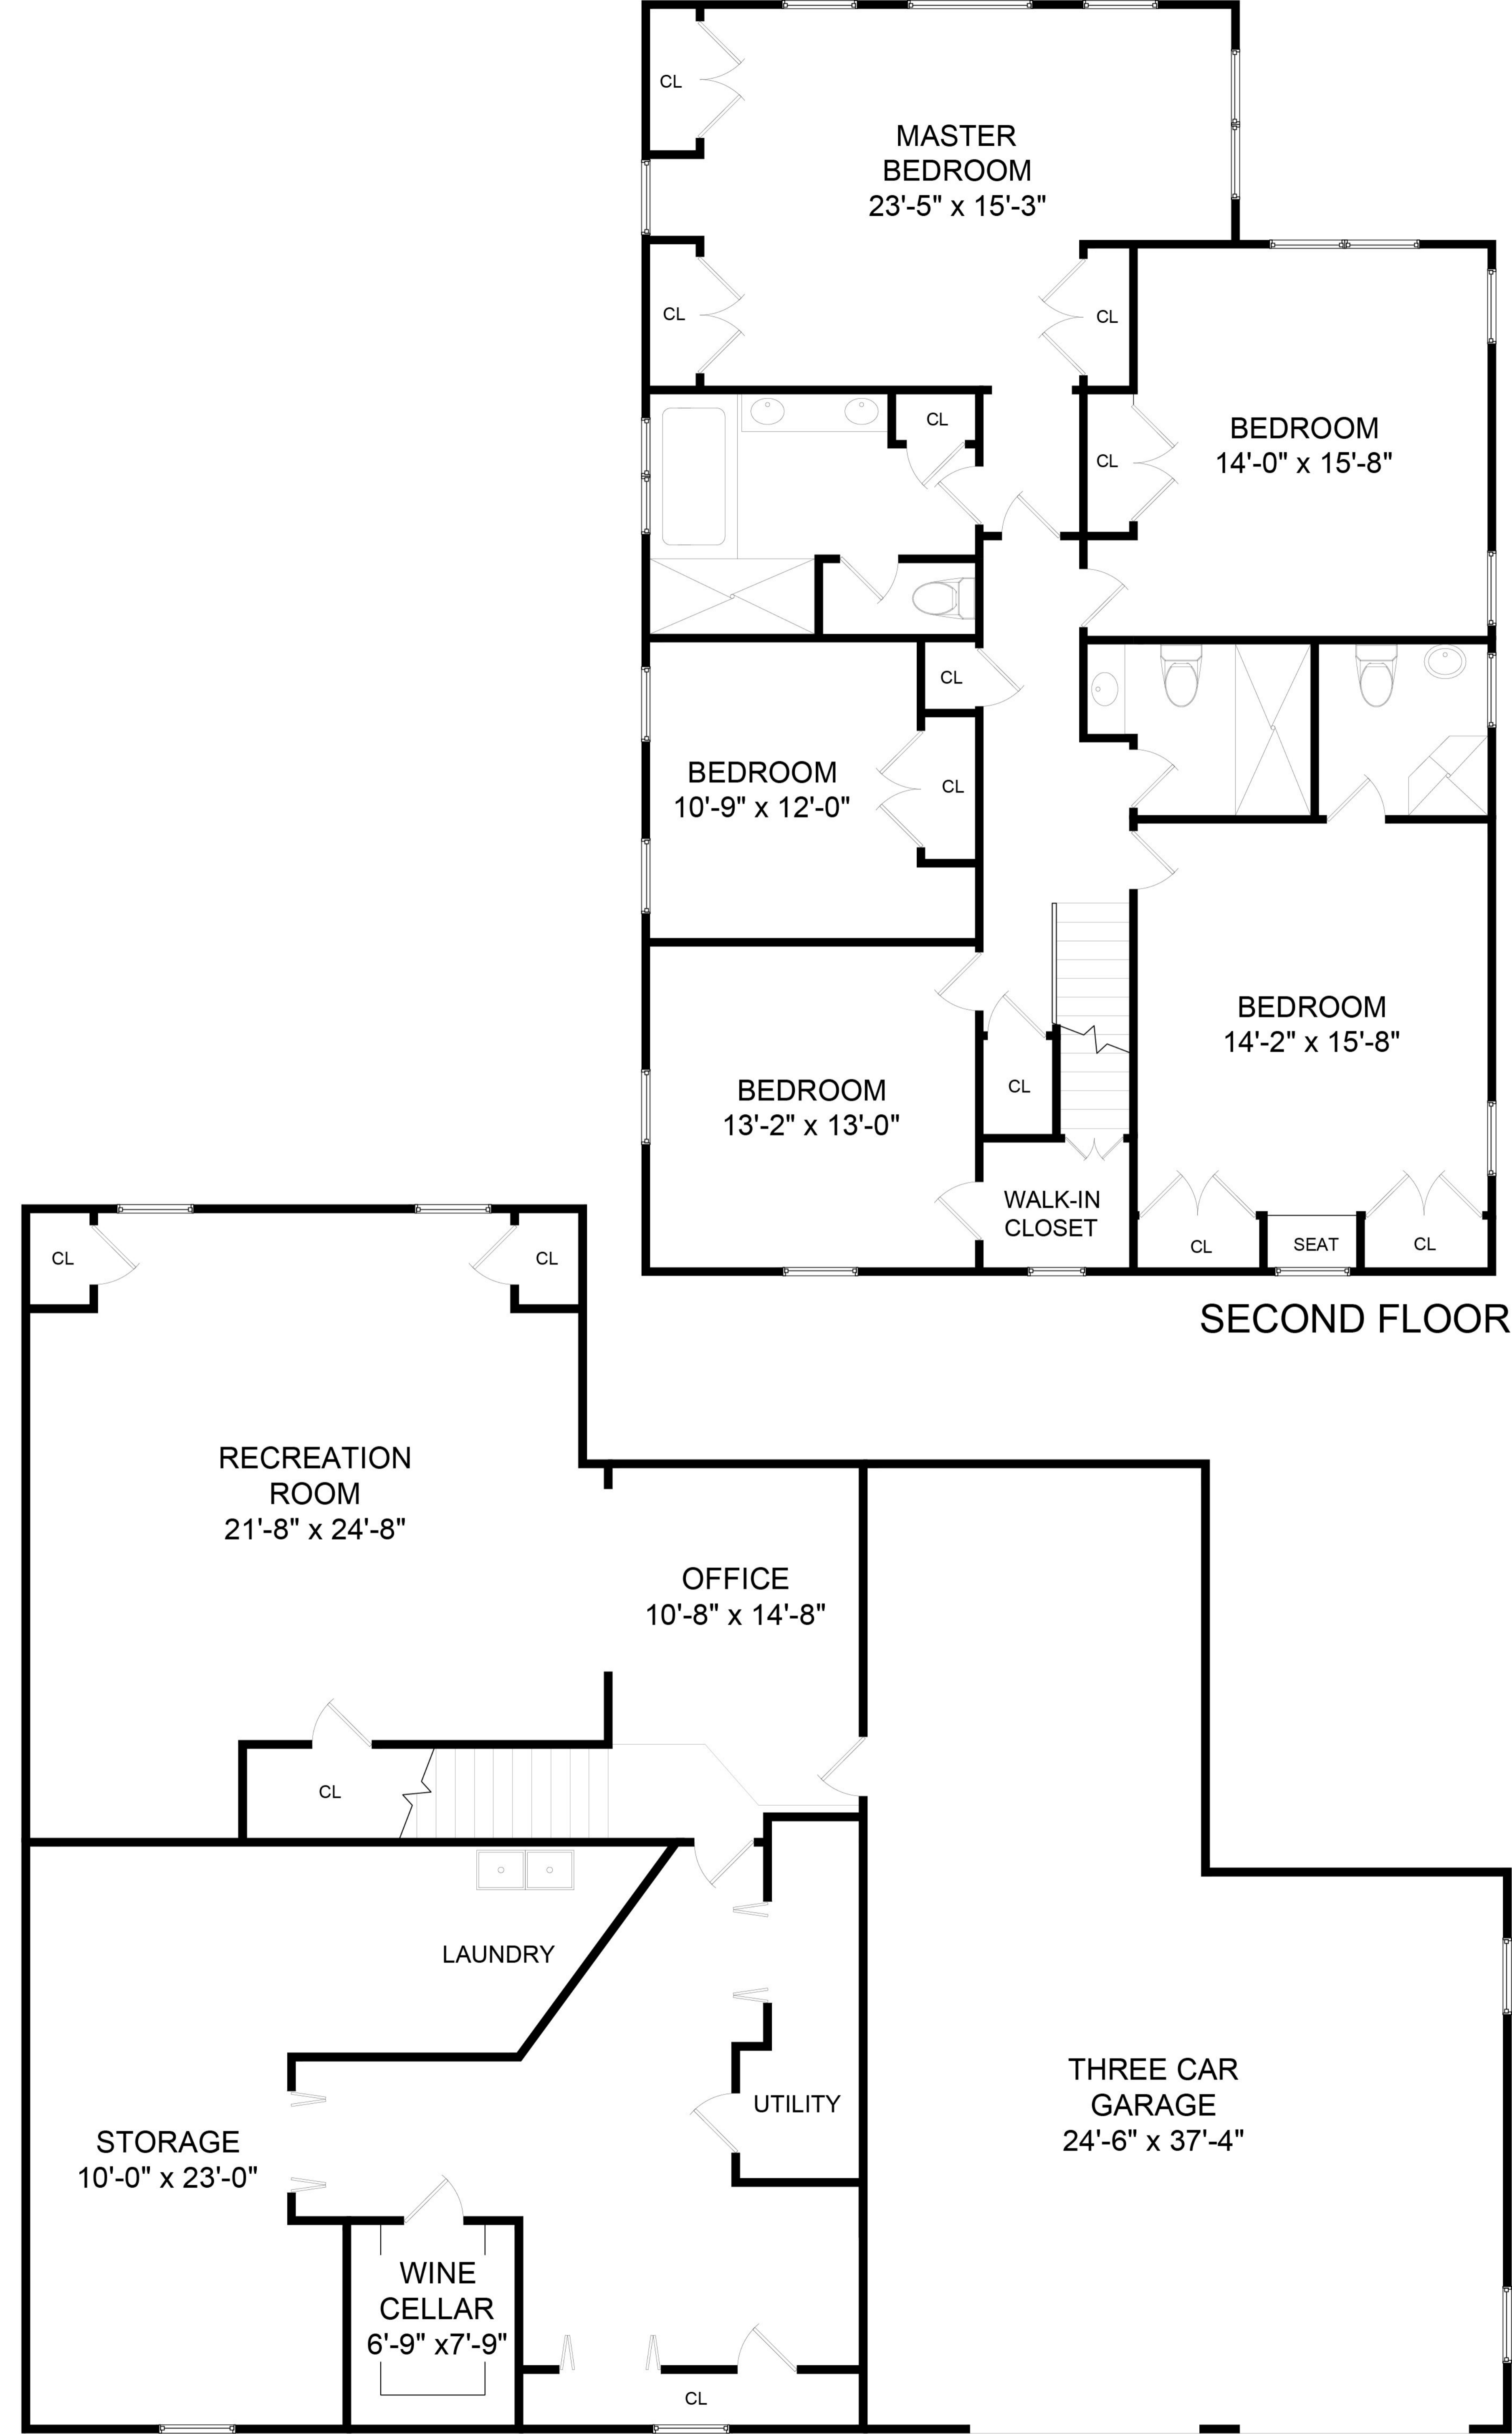 CL
MASTER
BEDROOM
23'-5" x 15'-3"
CL
CL
CL
BEDROOM
14'-0" x 15'-8"
CL
CL
BEDROOM
10'-9" x 12'-0"
CL
BEDROOM
14'-2" x 15'-8"
BEDROOM
13'-2" x 13'-0"
CL
WALK-IN
CLOSET
CL
SEAT
CL
SECOND FLOOR
CL
CL
RECREATION
ROOM
21'-8" x 24'-8"
OFFICE
10'-8" x 14'-8"
CL
LAUNDRY
THREE CAR
GARAGE
24'-6" x 37'-4"
UTILITY
STORAGE
10'-0" x 23'-0"
WINE
CELLAR
6'-9" x7'-9"
CL